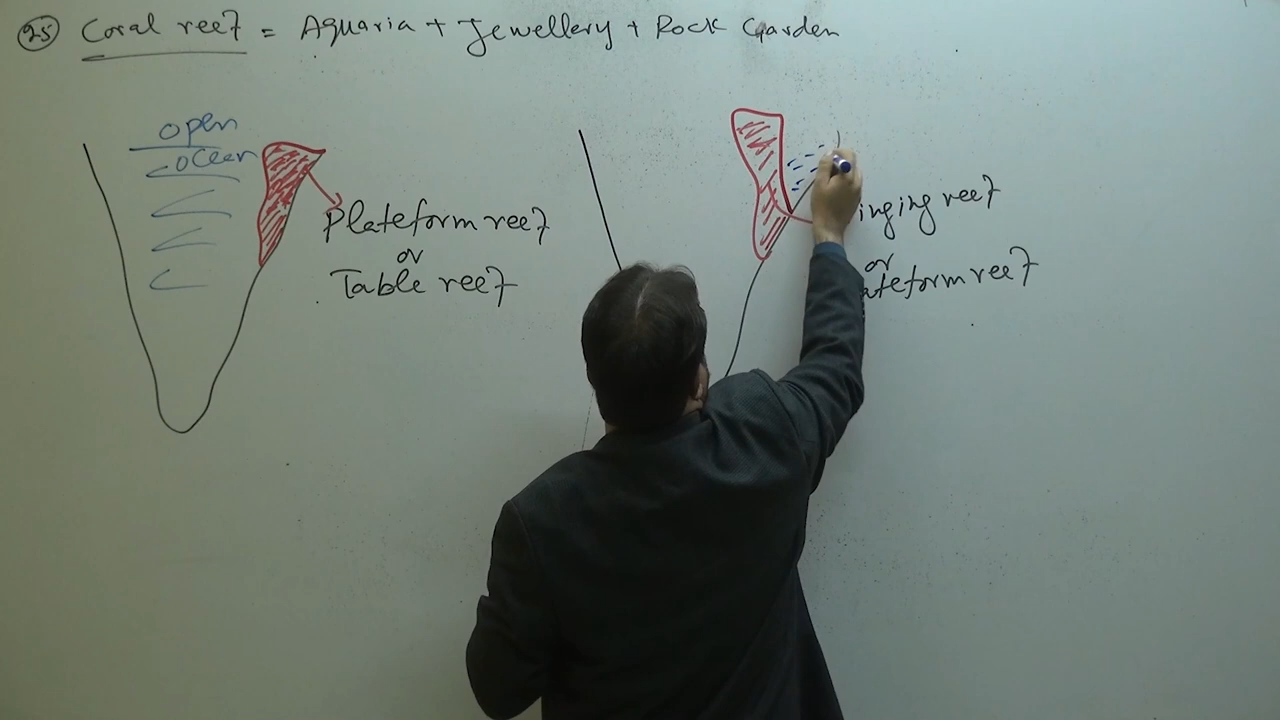 25 Coral reef = Aquaria + Jewellery + Rock Garden
open
ocean
Plateform reef
or
Table reef
inging reef
or
ateform reef